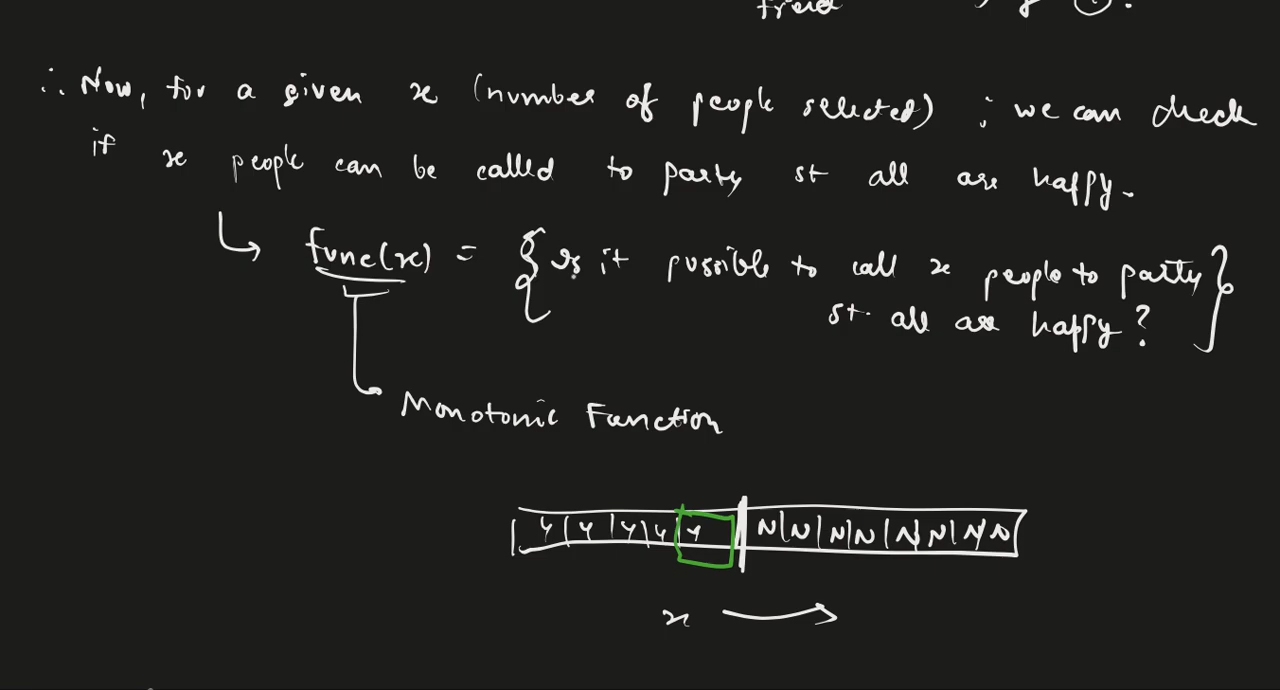 ∴ Now, for a given x (number of people selected) ; we can check
if x people can be called to party st all are happy.
↳ func(x) = { Is it possible to call x people to party
st. all are happy? }
Monotonic Function
Y | Y | Y | Y | Y | N | N | N | N | N | N | N | N
x →